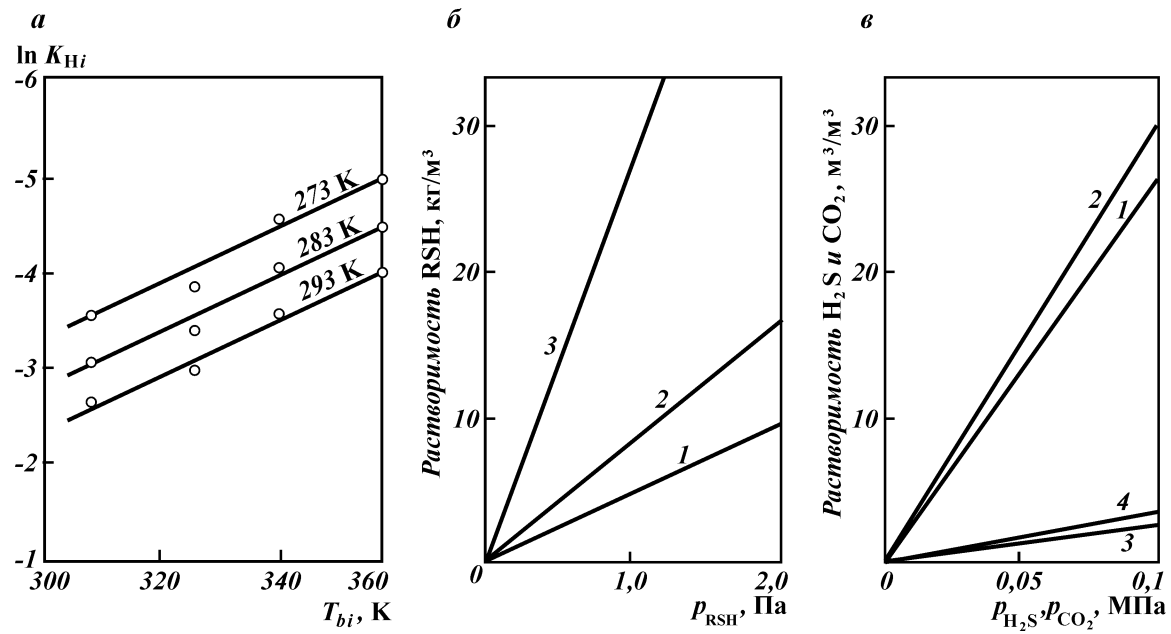 а
ln K_Hi
-6
-5
-4
-3
-2
-1
273 К
283 К
293 К
300
320
340
360
T_bi, К
б
Растворимость RSH, кг/м³
30
20
10
0
3
2
1
1,0
2,0
p_RSH, Па
в
Растворимость H₂S и CO₂, м³/м³
30
20
10
2
1
4
3
0
0,05
0,1
p_H₂S, p_CO₂, МПа